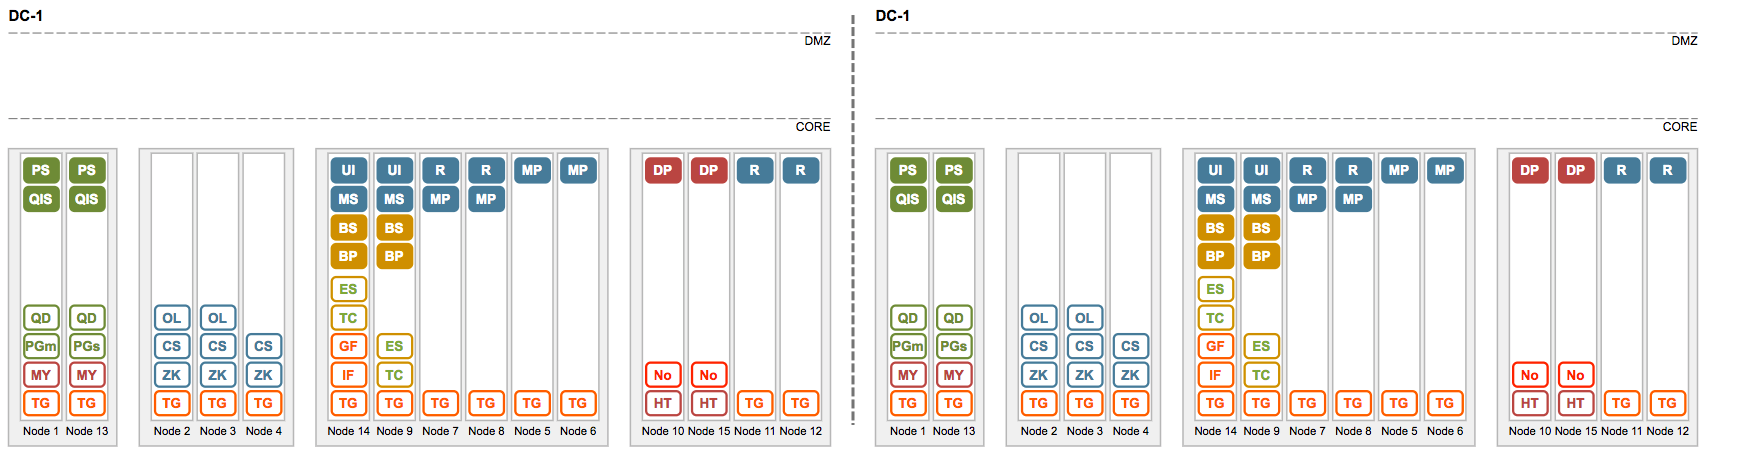 DC-1 DC-1
DMZ DMZ
CORE CORE
PS PS UI UI R R MP MP DP DP R R PS PS UI UI R R MP MP DP DP R R
QIS QIS MS MS MP MP QIS QIS MS MS MP MP
BS BS BS BS
BP BP BP BP
ES ES
QD QD OL OL TC QD QD OL OL TC
PGm PGs CS CS CS GF ES PGm PGs CS CS CS GF ES
MY MY ZK ZK ZK IF TC No No MY MY ZK ZK ZK IF TC No No
TG TG TG TG TG TG TG TG TG TG TG HT HT TG TG TG TG TG TG TG TG TG TG TG TG TG HT HT TG TG
Node 1 Node 13 Node 2 Node 3 Node 4 Node 14 Node 9 Node 7 Node 8 Node 5 Node 6 Node 10 Node 15 Node 11 Node 12 Node 1 Node 13 Node 2 Node 3 Node 4 Node 14 Node 9 Node 7 Node 8 Node 5 Node 6 Node 10 Node 15 Node 11 Node 12